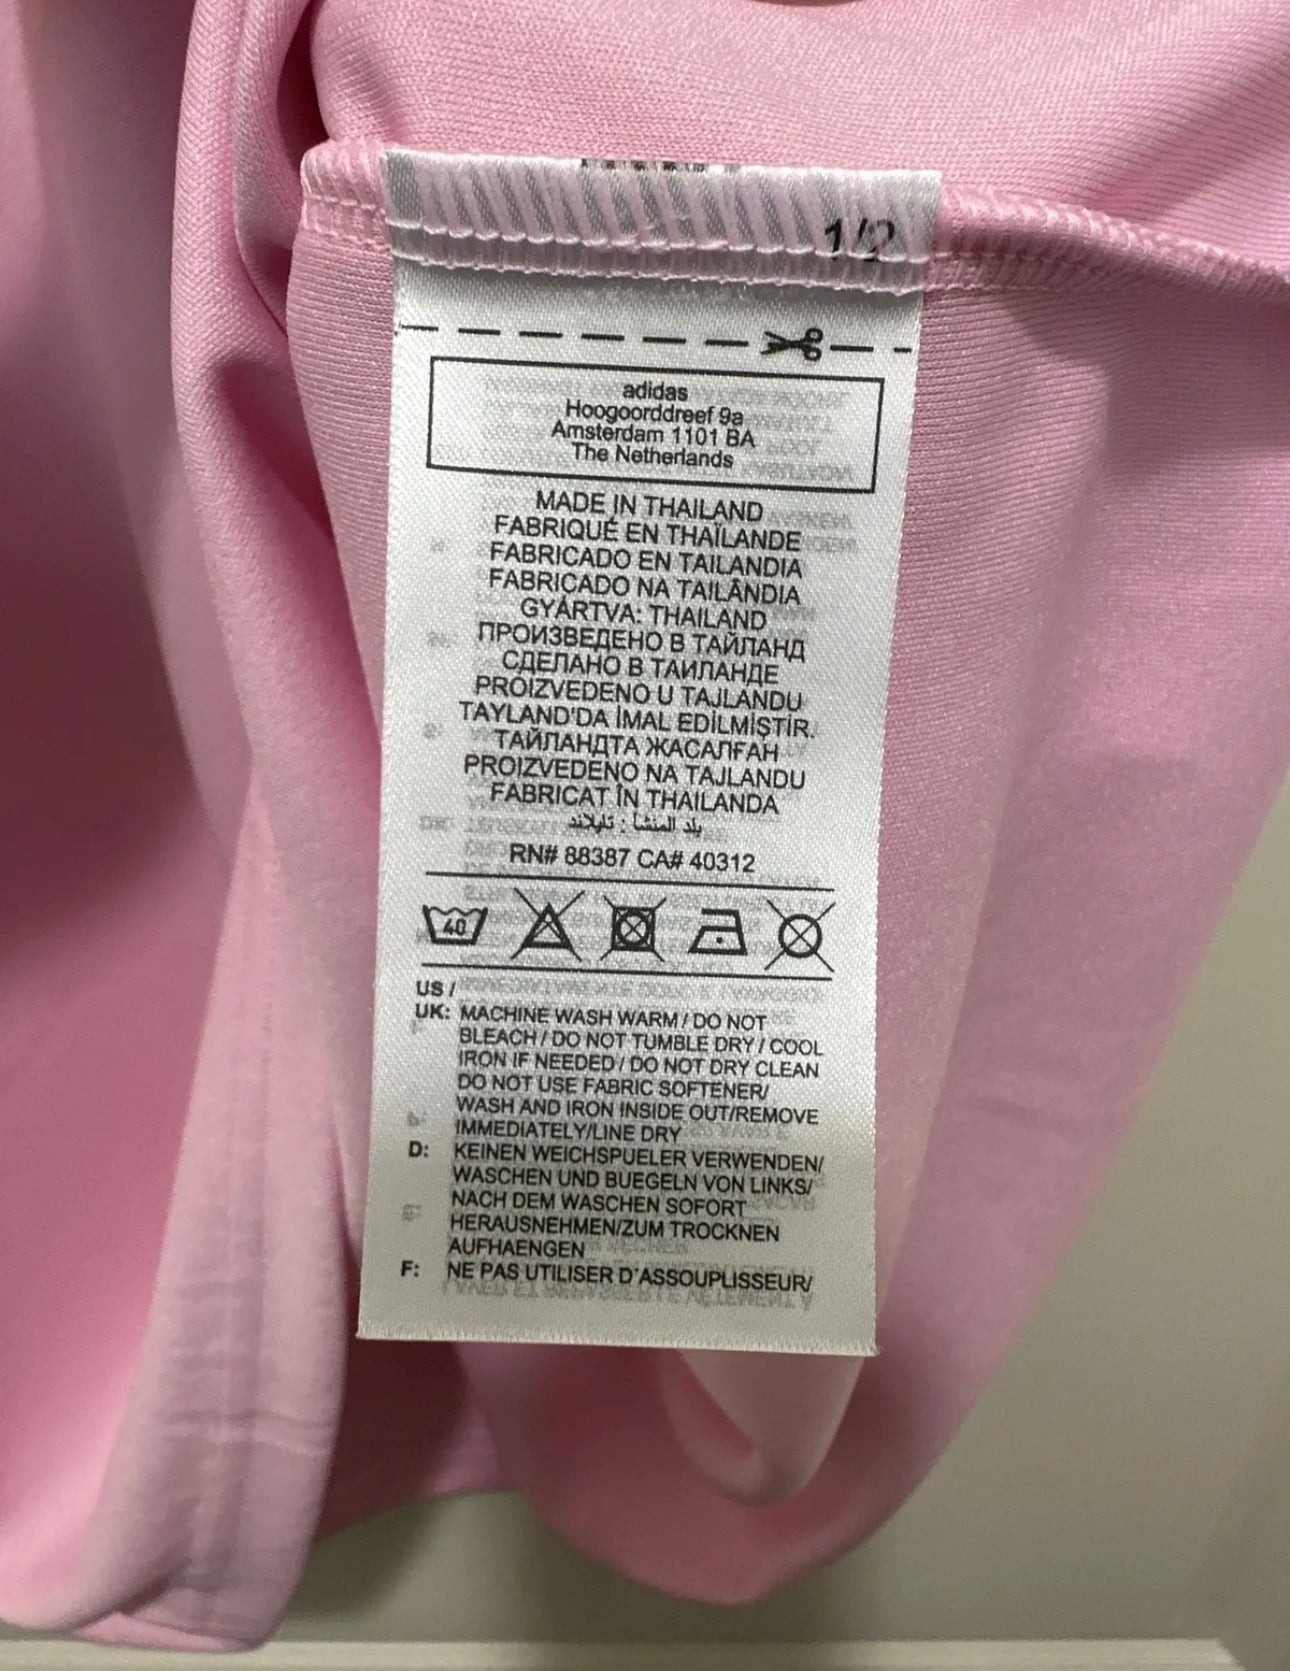 1/2
adidas
Hoogoorddreef 9a
Amsterdam 1101 BA
The Netherlands
MADE IN THAILAND
FABRIQUÉ EN THAÏLANDE
FABRICADO EN TAILANDIA
FABRICADO NA TAILÂNDIA
GYÁRTVA: THAILAND
ПРОИЗВЕДЕНО В ТАЙЛАНД
СДЕЛАНО В ТАИЛАНДЕ
PROIZVEDENO U TAJLANDU
TAYLAND'DA İMAL EDİLMİŞTİR.
ТАЙЛАНДТА ЖАСАЛҒАН
PROIZVEDENO NA TAJLANDU
FABRICAT ÎN THAILANDA
بلد المنشأ : تايلاند
RN# 88387 CA# 40312
40
US /
UK: MACHINE WASH WARM / DO NOT
BLEACH / DO NOT TUMBLE DRY / COOL
IRON IF NEEDED / DO NOT DRY CLEAN
DO NOT USE FABRIC SOFTENER/
WASH AND IRON INSIDE OUT/REMOVE
IMMEDIATELY/LINE DRY
D: KEINEN WEICHSPUELER VERWENDEN/
WASCHEN UND BUEGELN VON LINKS/
NACH DEM WASCHEN SOFORT
HERAUSNEHMEN/ZUM TROCKNEN
AUFHAENGEN
F: NE PAS UTILISER D'ASSOUPLISSEUR/